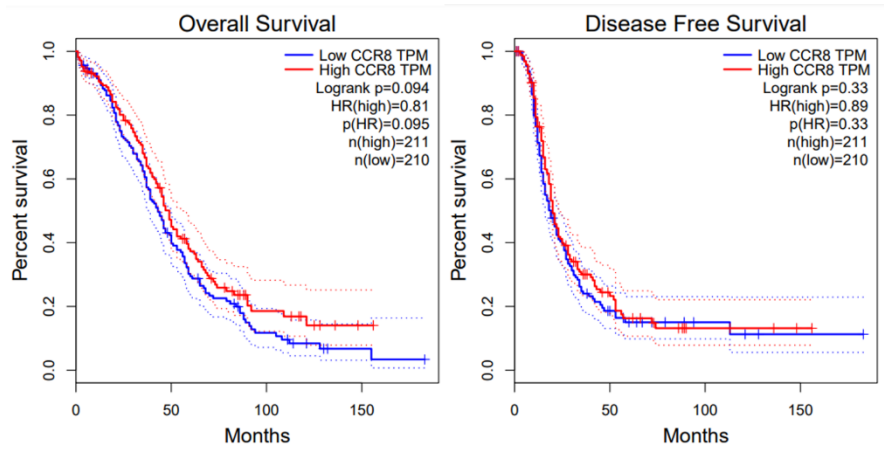 Overall Survival
Low CCR8 TPM
High CCR8 TPM
Logrank p=0.094
HR(high)=0.81
p(HR)=0.095
n(high)=211
n(low)=210
Percent survival
1.0
0.8
0.6
0.4
0.2
0.0
0
50
100
150
Months
Disease Free Survival
Low CCR8 TPM
High CCR8 TPM
Logrank p=0.33
HR(high)=0.89
p(HR)=0.33
n(high)=211
n(low)=210
Percent survival
1.0
0.8
0.6
0.4
0.2
0.0
0
50
100
150
Months